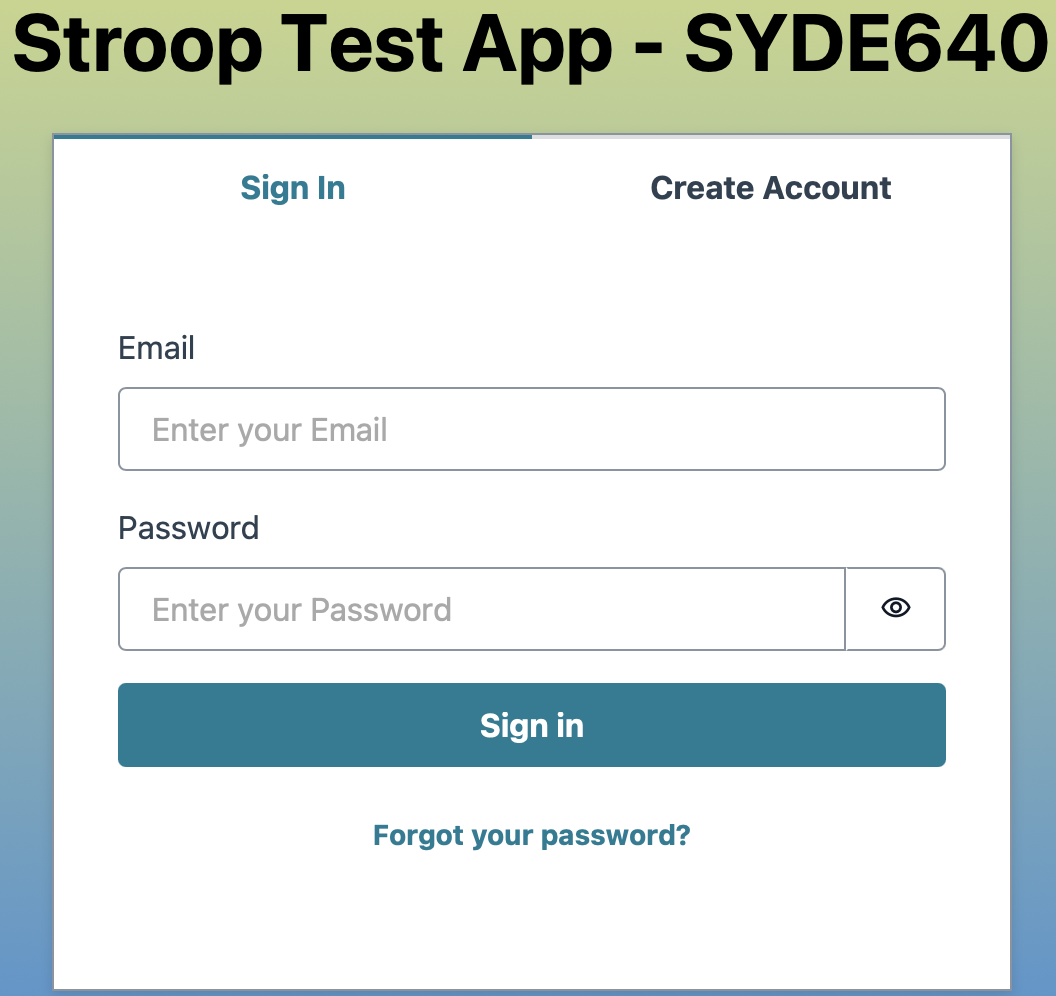 Stroop Test App - SYDE640
Sign In
Create Account
Email
Enter your Email
Password
Enter your Password
Sign in
Forgot your password?